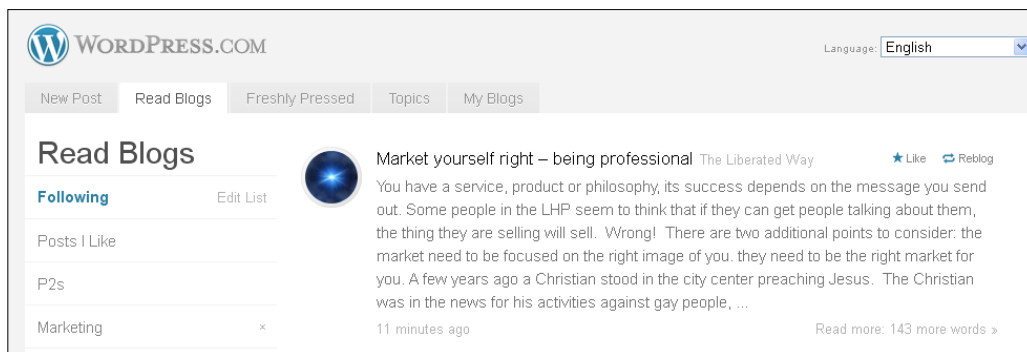 WORDPRESS.COM
Language: English
New Post Read Blogs Freshly Pressed Topics My Blogs
Read Blogs
Following Edit List
Posts I Like
P2s
Marketing ×
Market yourself right – being professional The Liberated Way Like Reblog
You have a service, product or philosophy, its success depends on the message you send
out. Some people in the LHP seem to think that if they can get people talking about them,
the thing they are selling will sell. Wrong! There are two additional points to consider: the
market need to be focused on the right image of you. they need to be the right market for
you. A few years ago a Christian stood in the city center preaching Jesus. The Christian
was in the news for his activities against gay people, ...
11 minutes ago Read more: 143 more words »